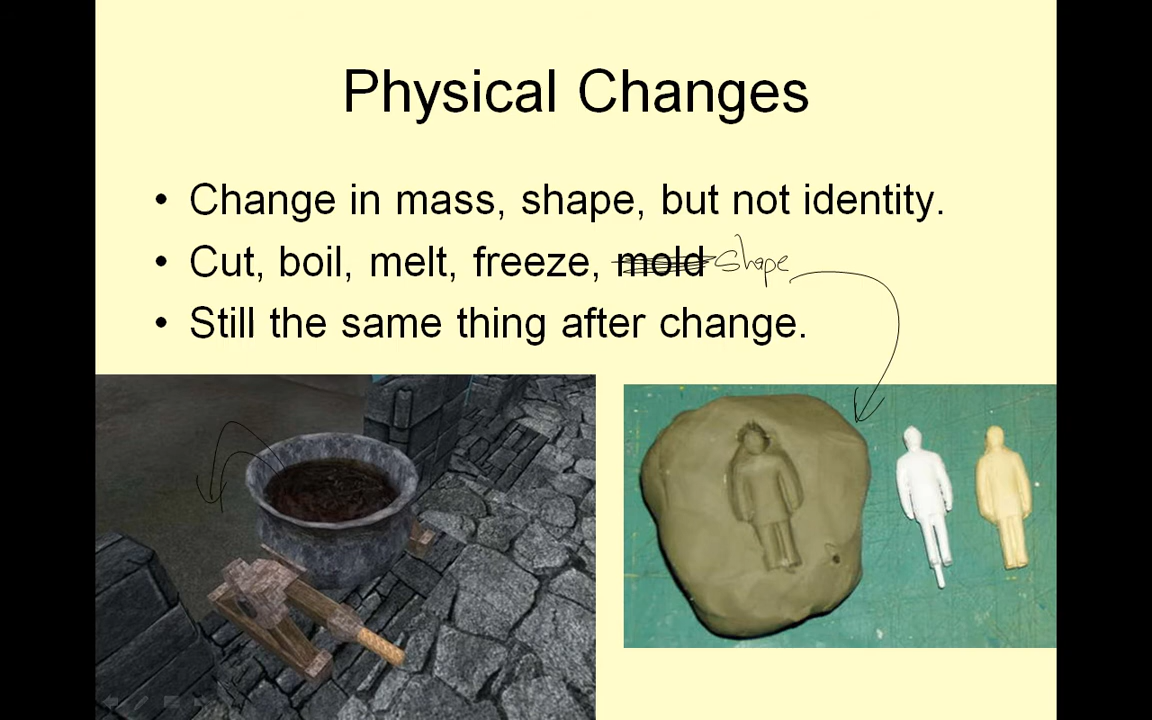 Physical Changes
• Change in mass, shape, but not identity.
• Cut, boil, melt, freeze, mold shape
• Still the same thing after change.